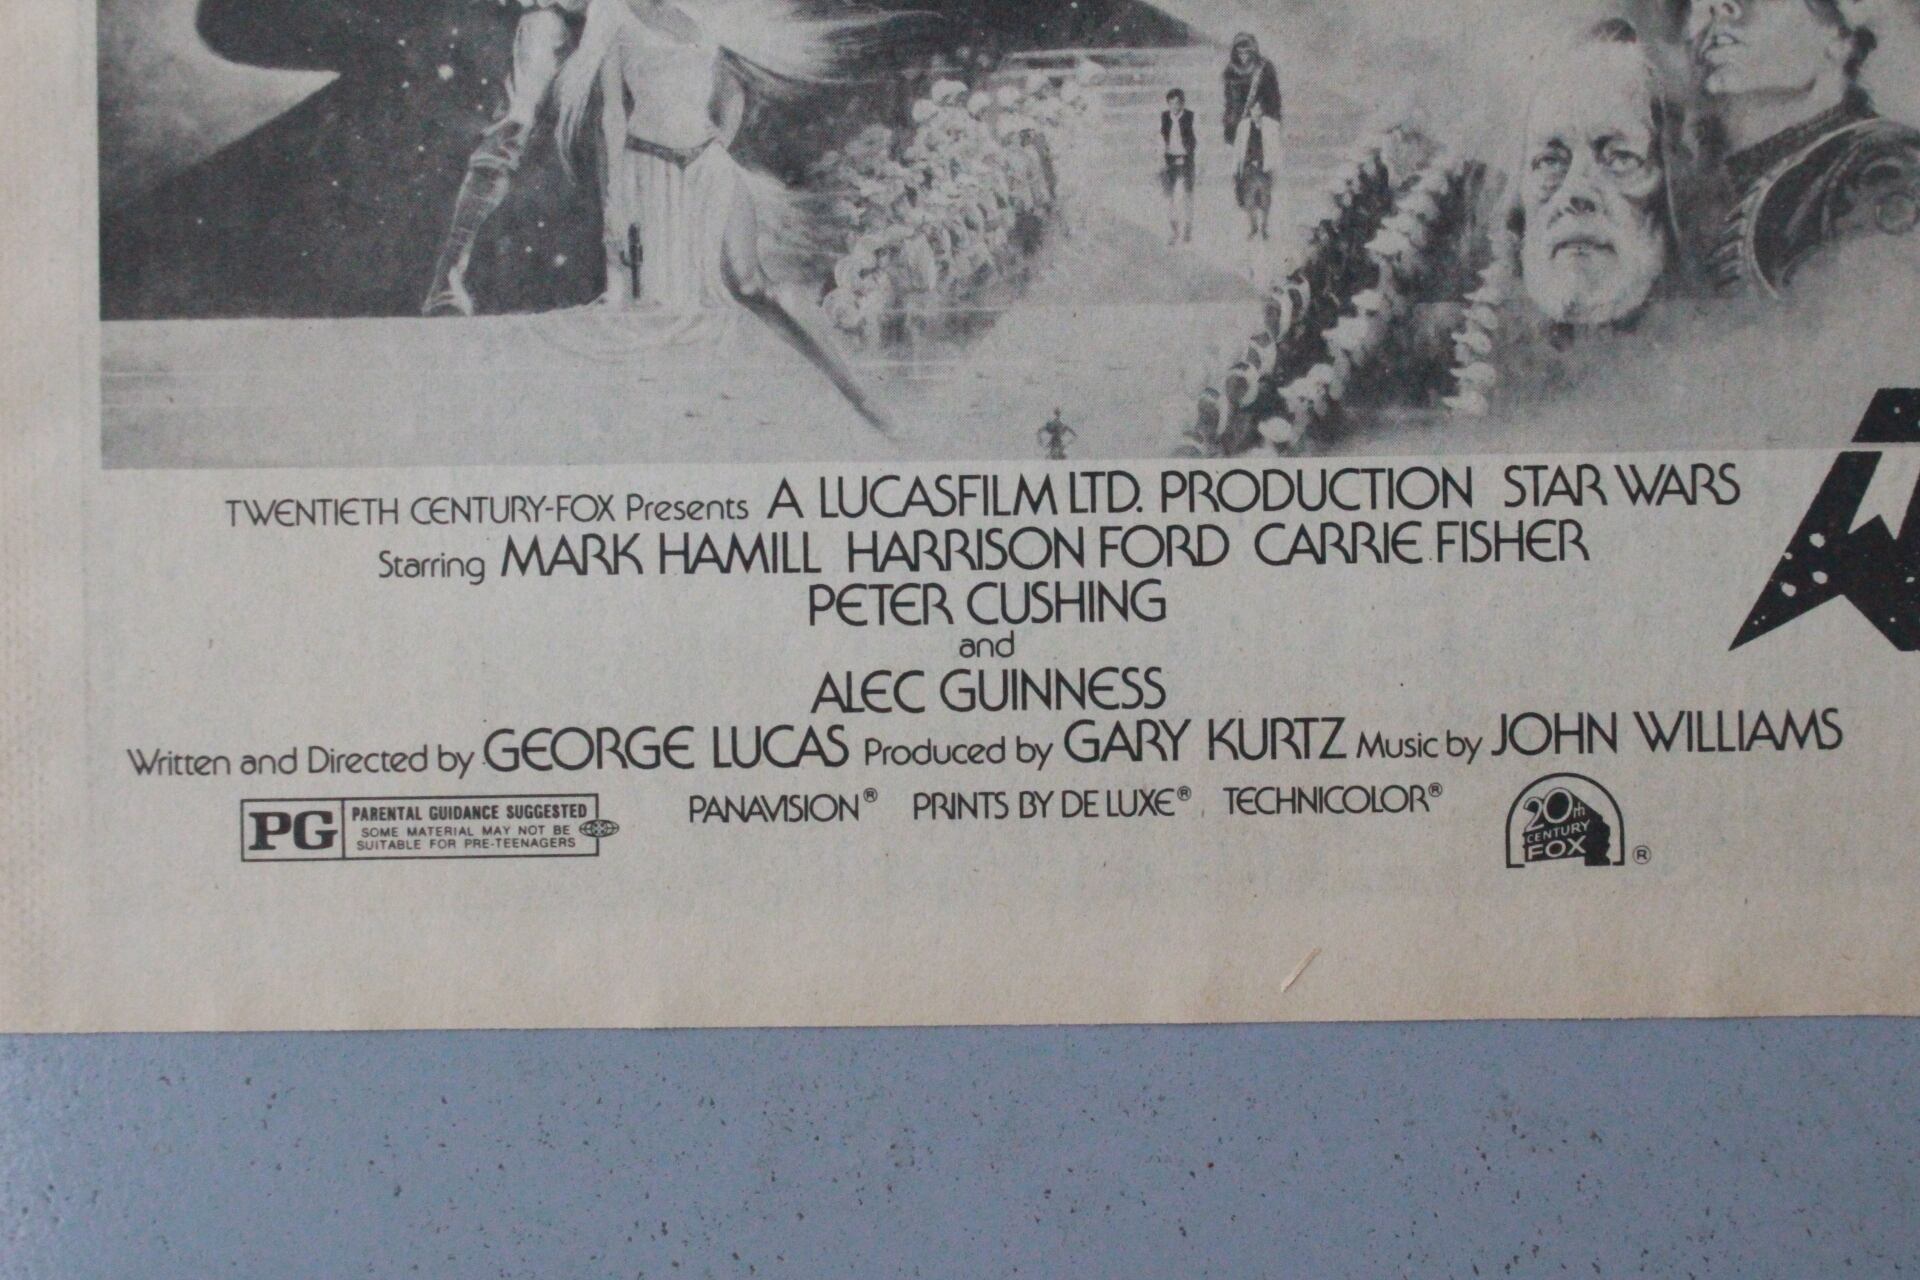 TWENTIETH CENTURY-FOX Presents A LUCASFILM LTD. PRODUCTION STAR WARS
Starring MARK HAMILL HARRISON FORD CARRIE FISHER
PETER CUSHING
and
ALEC GUINNESS
Written and Directed by GEORGE LUCAS Produced by GARY KURTZ Music by JOHN WILLIAMS
PG PARENTAL GUIDANCE SUGGESTED
SOME MATERIAL MAY NOT BE
SUITABLE FOR PRE-TEENAGERS
PANAVISION® PRINTS BY DE LUXE® TECHNICOLOR®
20th
CENTURY
FOX ®